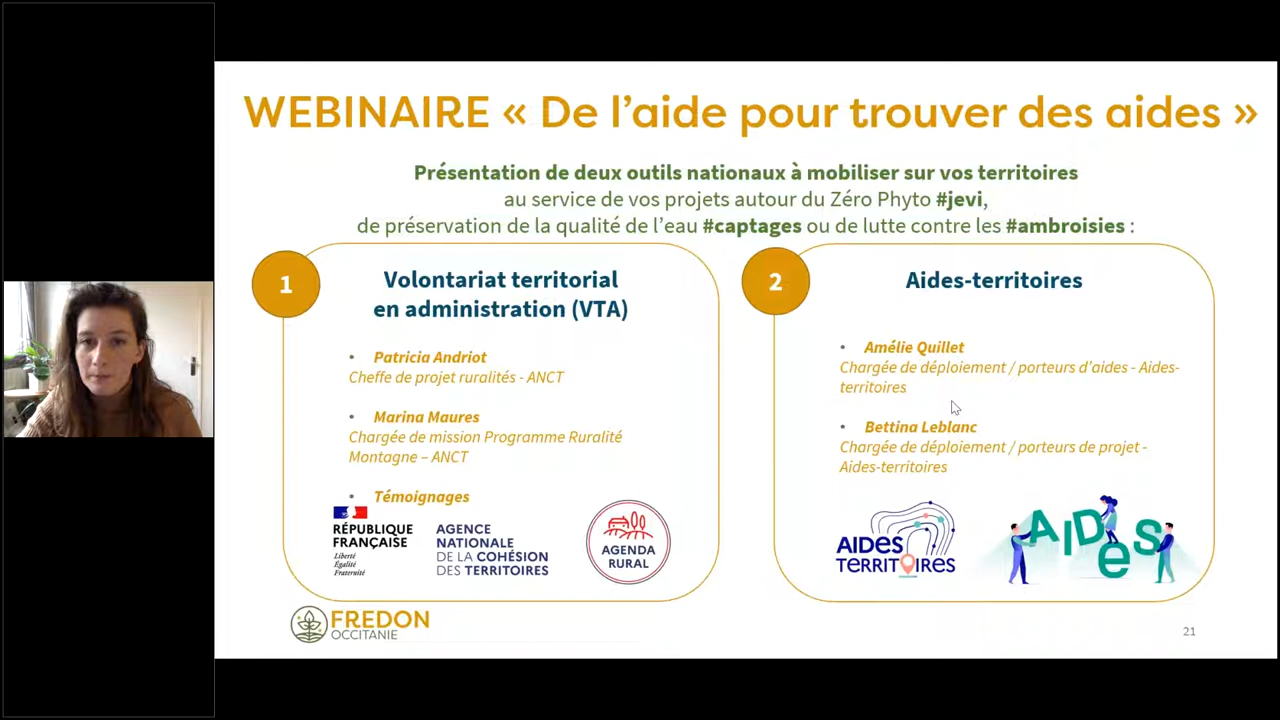 WEBINAIRE « De l’aide pour trouver des aides »
Présentation de deux outils nationaux à mobiliser sur vos territoires
au service de vos projets autour du Zéro Phyto #jevi,
de préservation de la qualité de l’eau #captages ou de lutte contre les #ambroisies :
1
Volontariat territorial
en administration (VTA)
• Patricia Andriot
Cheffe de projet ruralités - ANCT
• Marina Maures
Chargée de mission Programme Ruralité
Montagne – ANCT
• Témoignages
RÉPUBLIQUE
FRANÇAISE
Liberté
Égalité
Fraternité
AGENCE
NATIONALE
DE LA COHÉSION
DES TERRITOIRES
AGENDA
RURAL
2
Aides-territoires
• Amélie Quillet
Chargée de déploiement / porteurs d’aides - Aides-
territoires
• Bettina Leblanc
Chargée de déploiement / porteurs de projet -
Aides-territoires
AIDES
TERRITOIRES
AIDes
FREDON
OCCITANIE
21